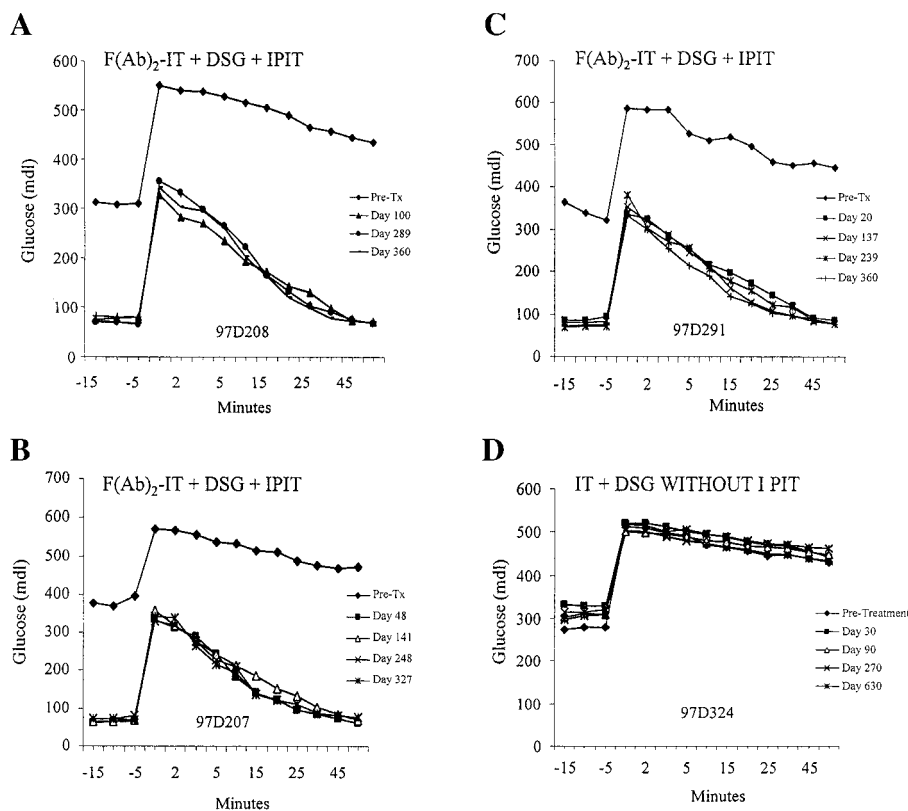 A
F(Ab)₂-IT + DSG + IPIT
600
500
400
300
200
100
0
Glucose (mdl)
Pre-Tx
Day 100
Day 289
Day 360
97D208
-15 -5 2 5 15 25 45
Minutes
B
F(Ab)₂-IT + DSG + IPIT
700
600
500
400
300
200
100
0
Glucose (mdl)
Pre-Tx
Day 48
Day 141
Day 248
Day 327
97D207
-15 -5 2 5 15 25 45
Minutes
C
F(Ab)₂-IT + DSG + IPIT
700
600
500
400
300
200
100
0
Glucose (mdl)
Pre-Tx
Day 20
Day 137
Day 239
Day 360
97D291
-15 -5 2 5 15 25 45
Minutes
D
IT + DSG WITHOUT I PIT
600
500
400
300
200
100
0
Glucose (mdl)
Pre-Treatment
Day 30
Day 90
Day 270
Day 630
97D324
-15 -5 2 5 15 25 45
Minutes